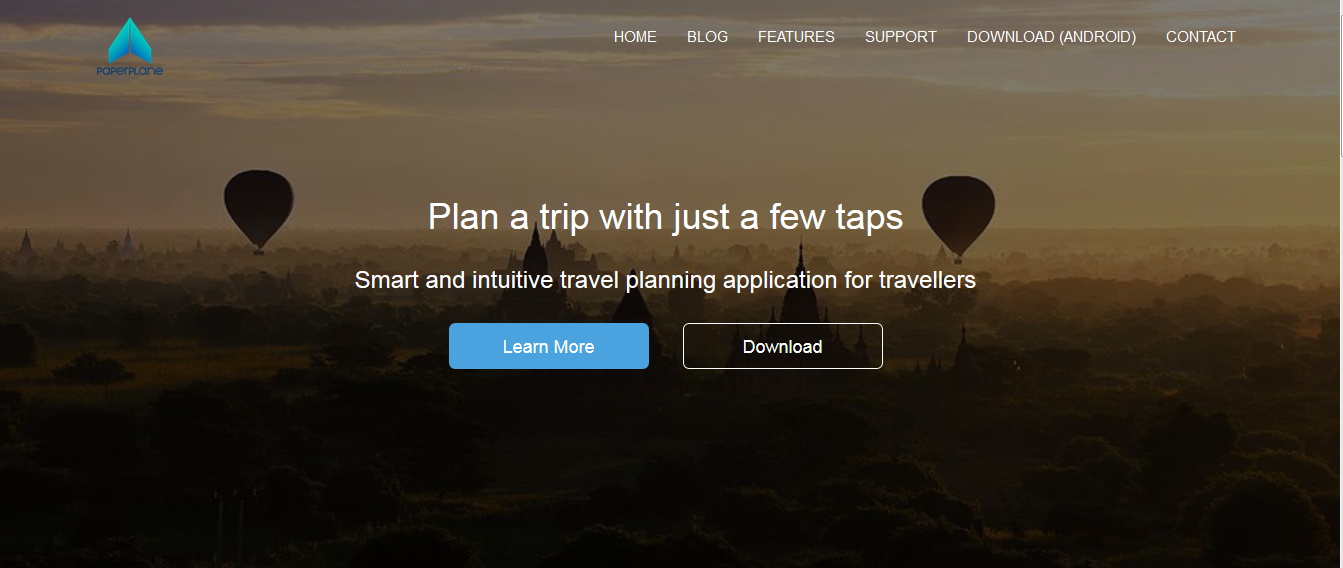 PAPERPLANE
HOME BLOG FEATURES SUPPORT DOWNLOAD (ANDROID) CONTACT
Plan a trip with just a few taps
Smart and intuitive travel planning application for travellers
Learn More Download